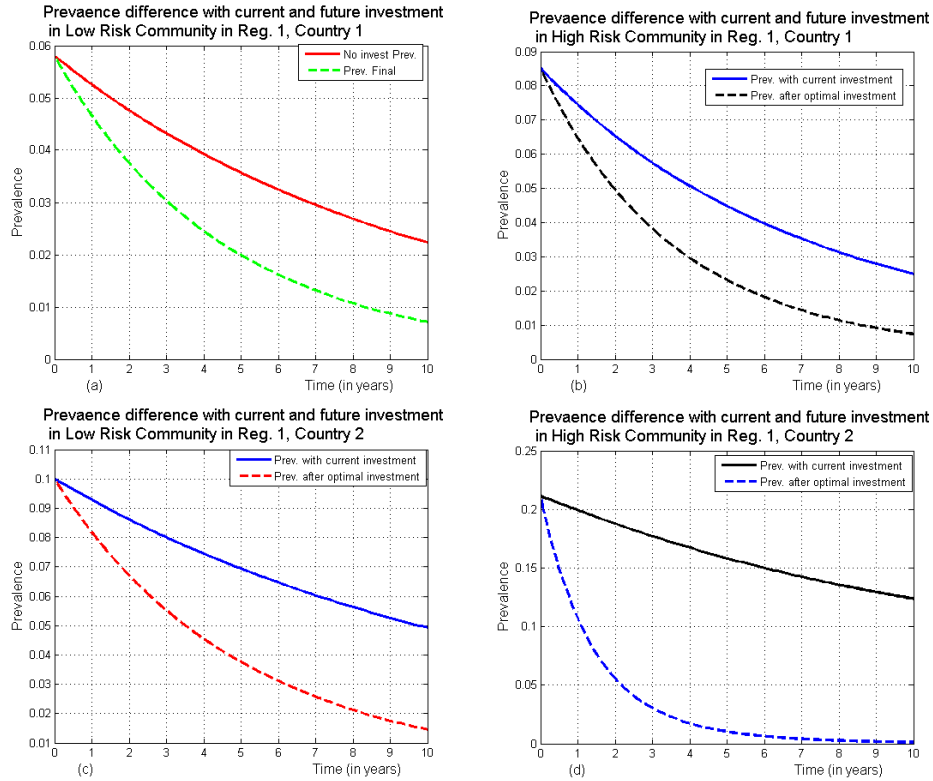 Prevaence difference with current and future investment
in Low Risk Community in Reg. 1, Country 1
0.06
0.05
0.04
0.03
0.02
0.01
0
Prevalence
No invest Prev.
Prev. Final
0 1 2 3 4 5 6 7 8 9 10
(a)
Time (in years)
Prevaence difference with current and future investment
in High Risk Community in Reg. 1, Country 1
0.09
0.08
0.07
0.06
0.05
0.04
0.03
0.02
0.01
0
Prevalence
Prev. with current investment
Prev. after optimal investment
0 1 2 3 4 5 6 7 8 9 10
(b)
Time (in years)
Prevaence difference with current and future investment
in Low Risk Community in Reg. 1, Country 2
0.11
0.1
0.09
0.08
0.07
0.06
0.05
0.04
0.03
0.02
0.01
Prevalence
Prev. with current investment
Prev. after optimal investment
0 1 2 3 4 5 6 7 8 9 10
(c)
Time (in years)
Prevaence difference with current and future investment
in High Risk Community in Reg. 1, Country 2
0.25
0.2
0.15
0.1
0.05
0
Prevalence
Prev. with current investment
Prev. after optimal investment
0 1 2 3 4 5 6 7 8 9 10
(d)
Time (in years)